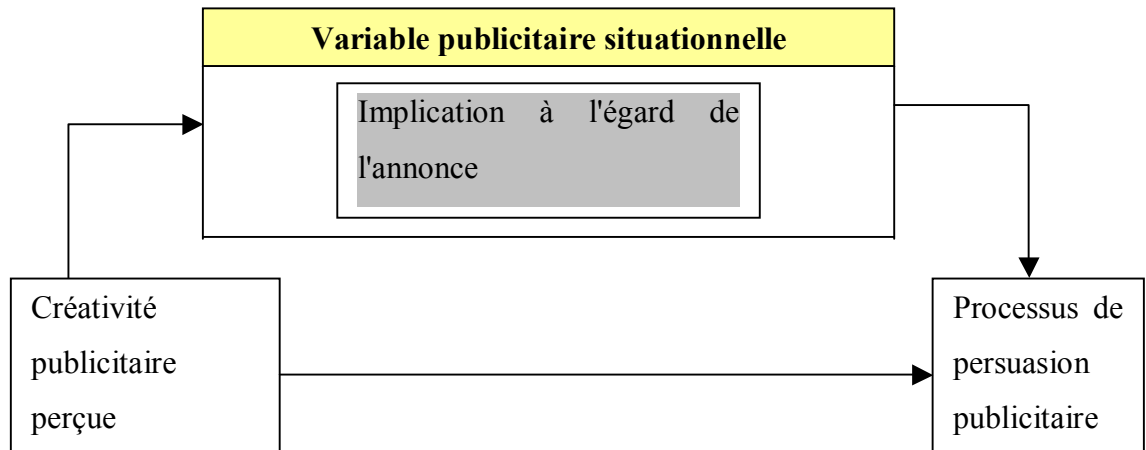 Variable publicitaire situationnelle
Implication à l'égard de
l'annonce
Créativité
publicitaire
perçue
Processus de
persuasion
publicitaire